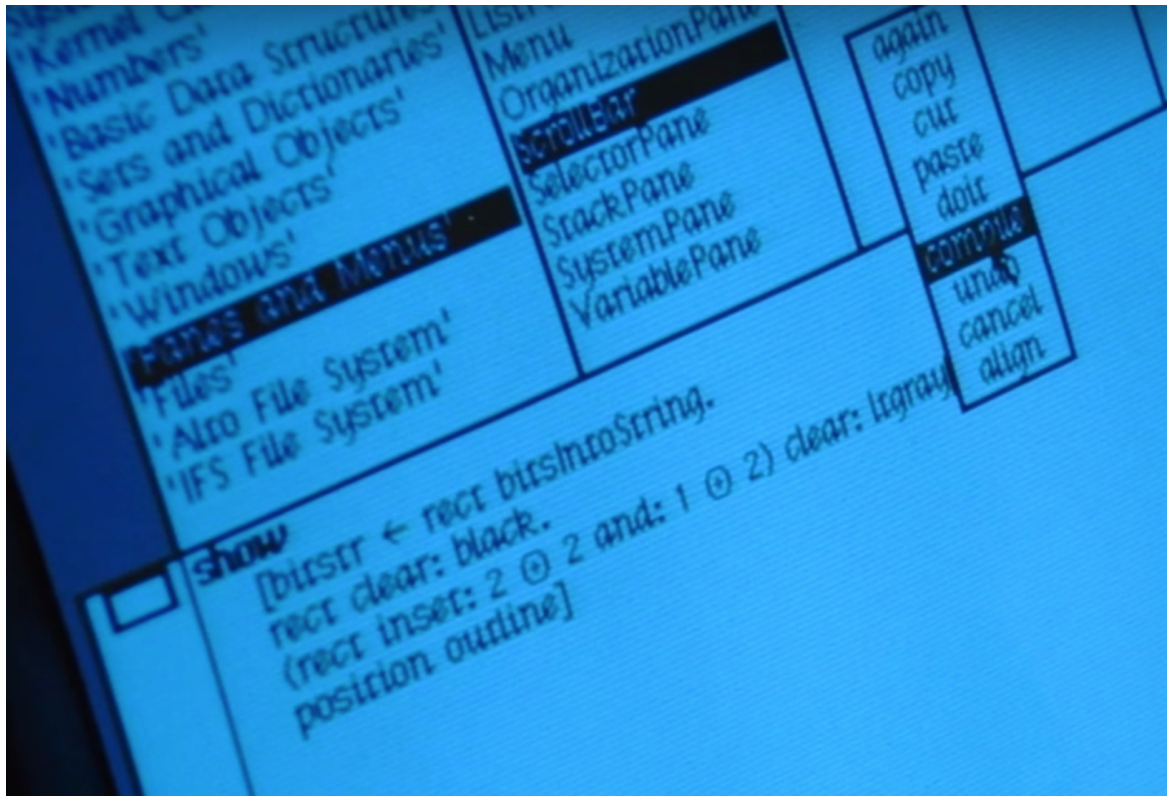 'Kernel
'Numbers'
'Basic Data Structures'
'Sets and Dictionaries'
'Graphical Objects'
'Text Objects'
'Windows'
'Panes and Menus'
'Files'
'Alto File System'
'IFS File System'
Menu
OrganizationPane
ScrollBar
SelectorPane
StackPane
SystemPane
VariablePane
again
copy
cut
paste
doit
compile
undo
cancel
align
show
[bitstr ← rect bitsIntoString.
rect clear: black.
(rect inset: 2 ⊙ 2 and: 1 ⊙ 2) clear: ltgray.
position outline]